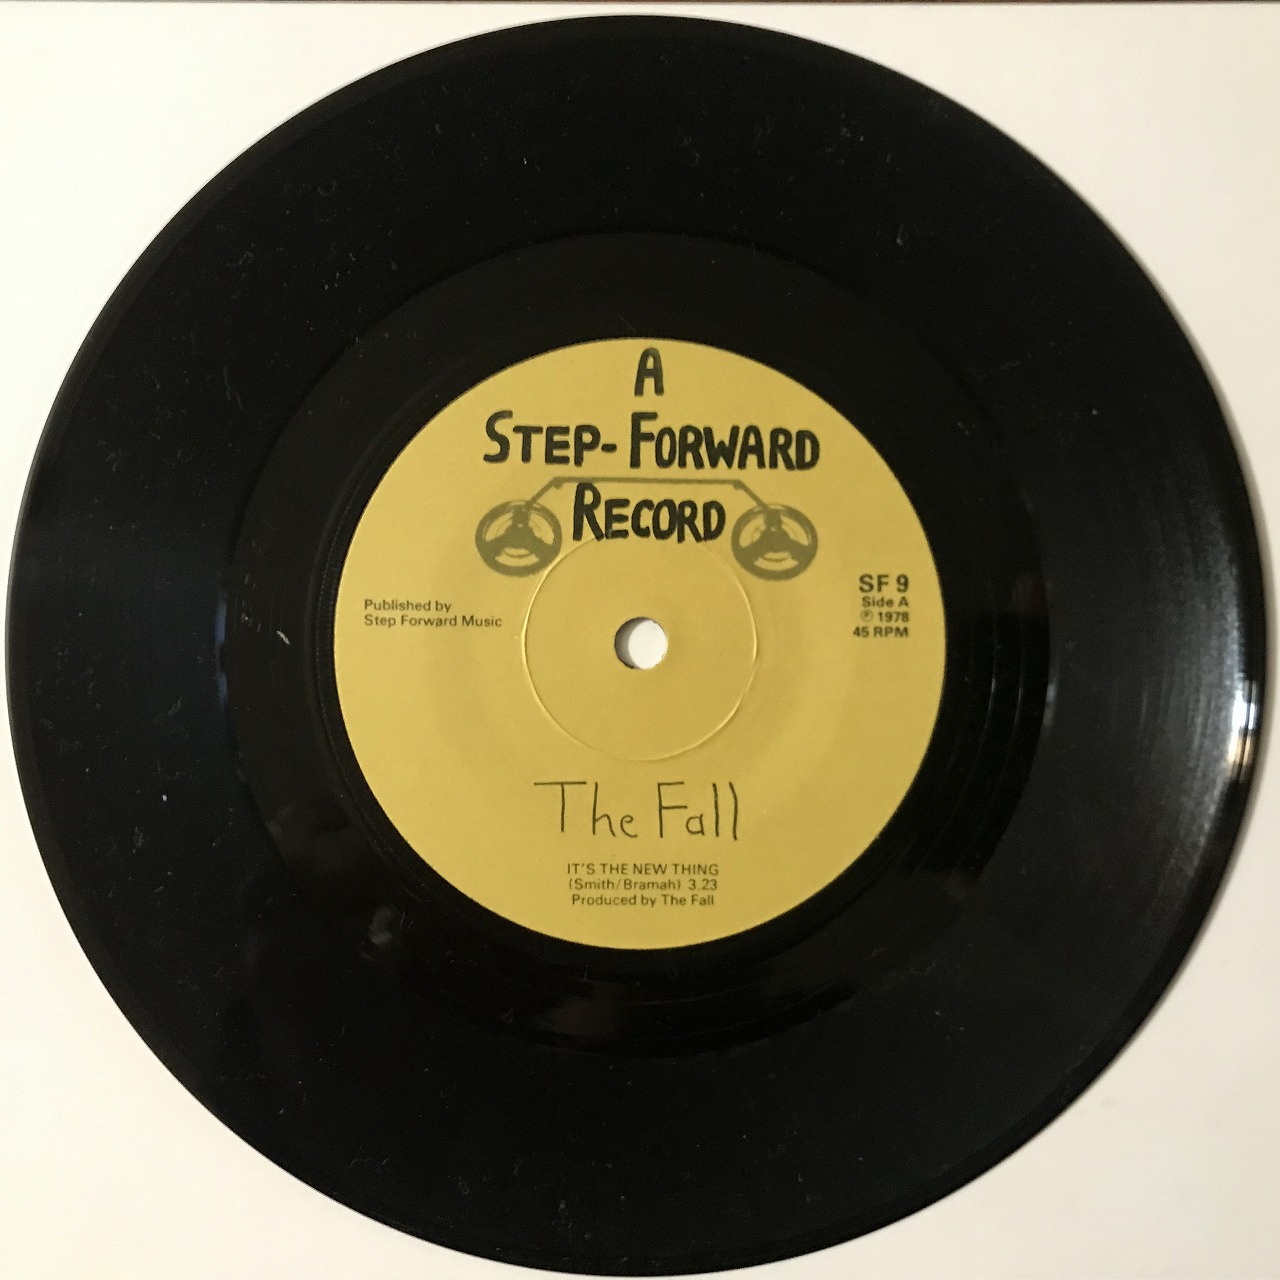 A
STEP-FORWARD
RECORD
Published by
Step Forward Music
SF 9
Side A
℗ 1978
45 RPM
The Fall
IT'S THE NEW THING
(Smith/Bramah) 3.23
Produced by The Fall